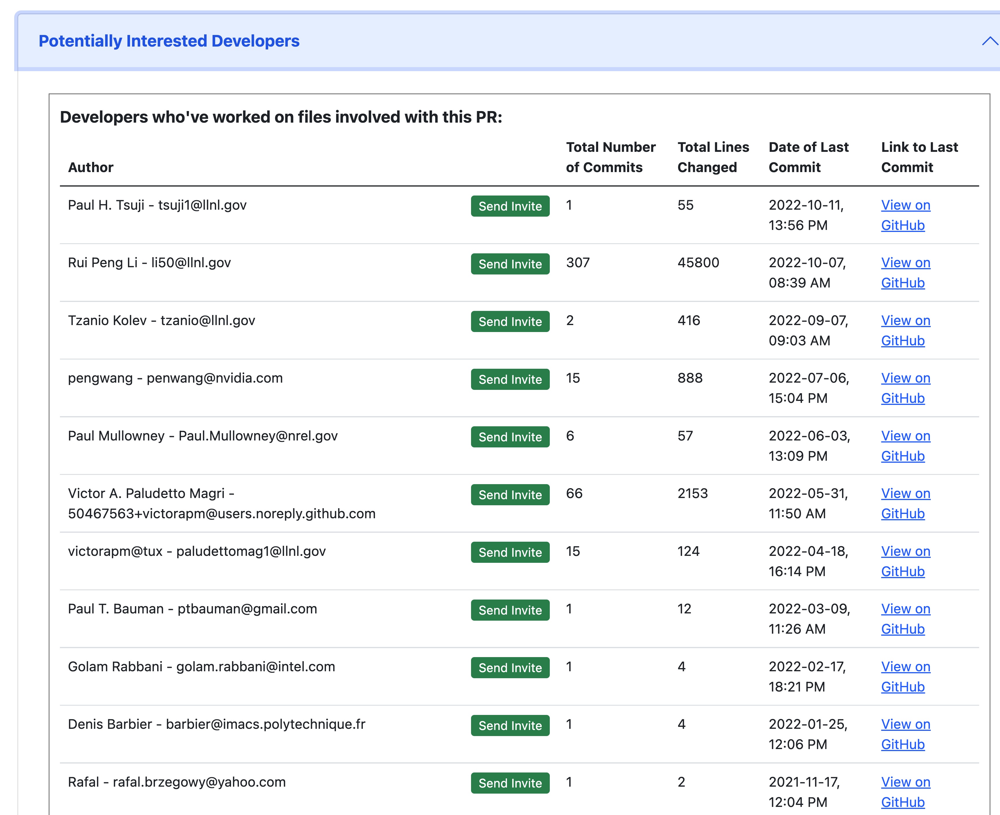 Potentially Interested Developers
Developers who've worked on files involved with this PR:
Total Number Total Lines Date of Last Link to Last
Author of Commits Changed Commit Commit
Paul H. Tsuji - tsuji1@llnl.gov Send Invite 1 55 2022-10-11, View on
13:56 PM GitHub
Rui Peng Li - li50@llnl.gov Send Invite 307 45800 2022-10-07, View on
08:39 AM GitHub
Tzanio Kolev - tzanio@llnl.gov Send Invite 2 416 2022-09-07, View on
09:03 AM GitHub
pengwang - penwang@nvidia.com Send Invite 15 888 2022-07-06, View on
15:04 PM GitHub
Paul Mullowney - Paul.Mullowney@nrel.gov Send Invite 6 57 2022-06-03, View on
13:09 PM GitHub
Victor A. Paludetto Magri - Send Invite 66 2153 2022-05-31, View on
50467563+victorapm@users.noreply.github.com 11:50 AM GitHub
victorapm@tux - paludettomag1@llnl.gov Send Invite 15 124 2022-04-18, View on
16:14 PM GitHub
Paul T. Bauman - ptbauman@gmail.com Send Invite 1 12 2022-03-09, View on
11:26 AM GitHub
Golam Rabbani - golam.rabbani@intel.com Send Invite 1 4 2022-02-17, View on
18:21 PM GitHub
Denis Barbier - barbier@imacs.polytechnique.fr Send Invite 1 4 2022-01-25, View on
12:06 PM GitHub
Rafal - rafal.brzegowy@yahoo.com Send Invite 1 2 2021-11-17, View on
12:04 PM GitHub